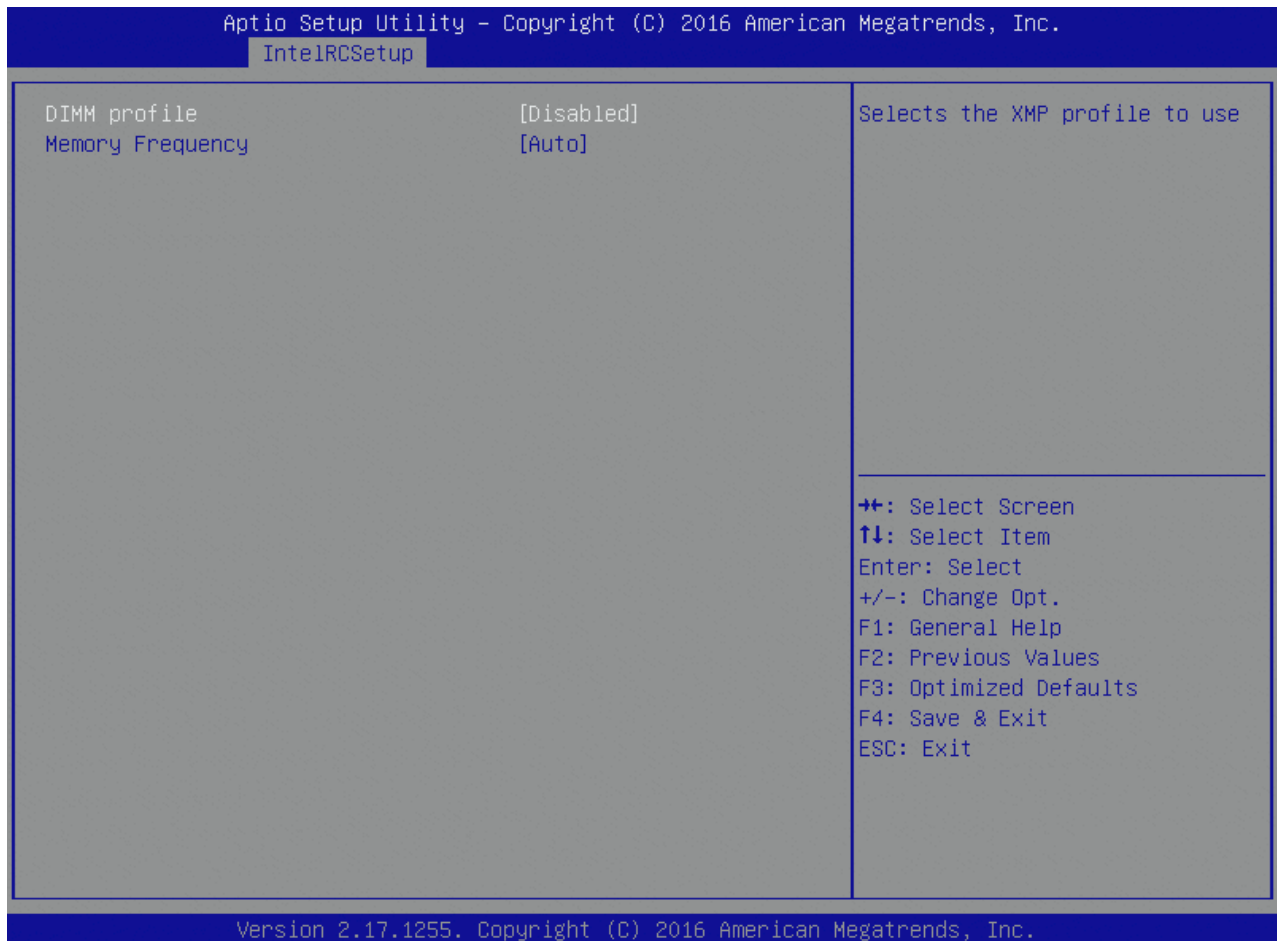 Aptio Setup Utility – Copyright (C) 2016 American Megatrends, Inc.
IntelRCSetup
DIMM profile [Disabled]
Memory Frequency [Auto]
Selects the XMP profile to use
→←: Select Screen
↑↓: Select Item
Enter: Select
+/-: Change Opt.
F1: General Help
F2: Previous Values
F3: Optimized Defaults
F4: Save & Exit
ESC: Exit
Version 2.17.1255. Copyright (C) 2016 American Megatrends, Inc.